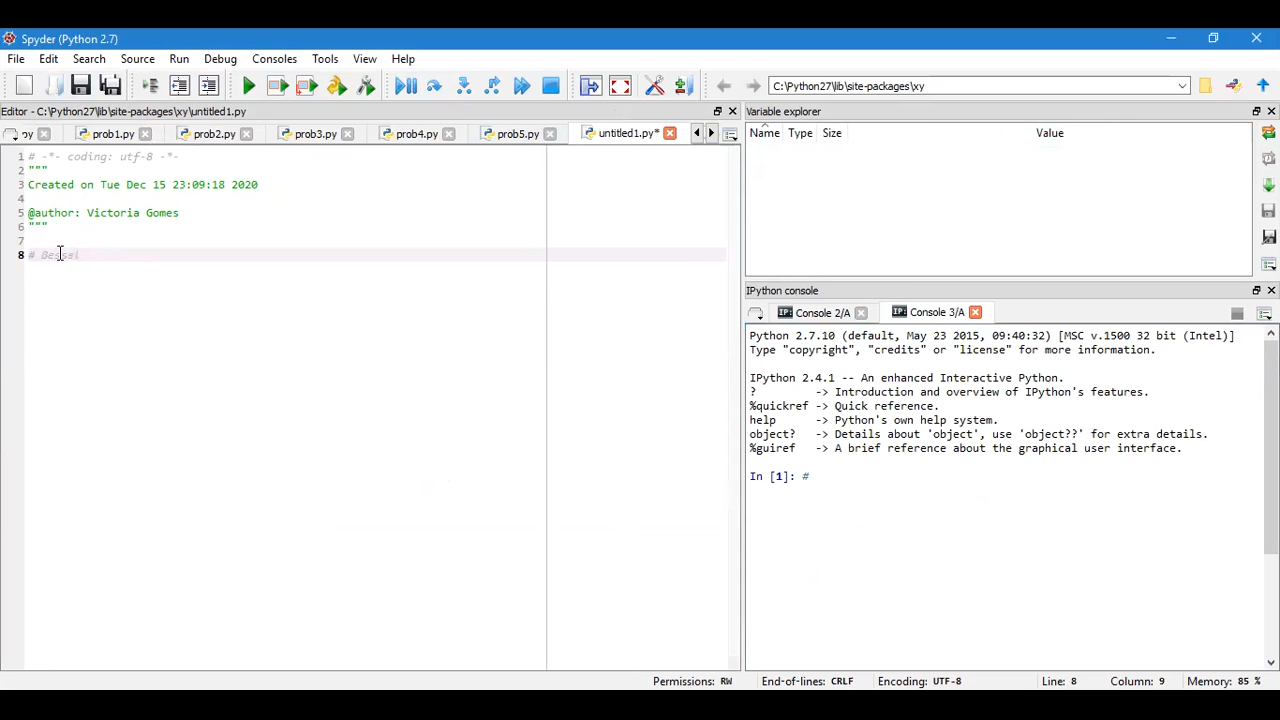 Spyder (Python 2.7)
File Edit Search Source Run Debug Consoles Tools View Help
C:\Python27\lib\site-packages\xy
Editor - C:\Python27\lib\site-packages\xy\untitled1.py
py prob1.py prob2.py prob3.py prob4.py prob5.py untitled1.py*
1 # -*- coding: utf-8 -*-
2 """
3 Created on Tue Dec 15 23:09:18 2020
4
5 @author: Victoria Gomes
6 """
7
8 # Bessel
Variable explorer
Name Type Size Value
IPython console
IP: Console 2/A IP: Console 3/A
Python 2.7.10 (default, May 23 2015, 09:40:32) [MSC v.1500 32 bit (Intel)]
Type "copyright", "credits" or "license" for more information.
IPython 2.4.1 -- An enhanced Interactive Python.
? -> Introduction and overview of IPython's features.
%quickref -> Quick reference.
help -> Python's own help system.
object? -> Details about 'object', use 'object??' for extra details.
%guiref -> A brief reference about the graphical user interface.
In [1]: #
Permissions: RW End-of-lines: CRLF Encoding: UTF-8 Line: 8 Column: 9 Memory: 85 %